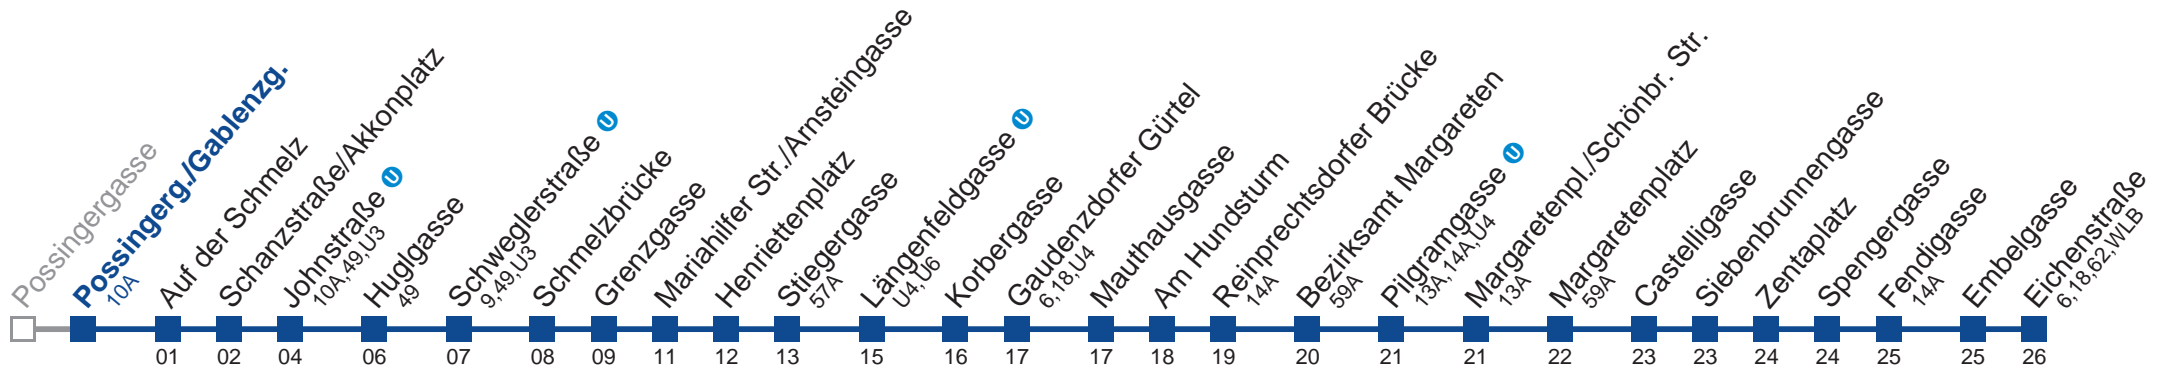 Possingergasse
Possingerg./Gablenzg.
10A
Auf der Schmelz
Schanzstraße/Akkonplatz
Johnstraße U
10A, 49, U3
Huglgasse
49
Schweglerstraße U
9, 49, U3
Schmelzbrücke
Grenzgasse
Mariahilfer Str./Arnsteingasse
Henriettenplatz
Stiegergasse
57A
Längenfeldgasse U
U4, U6
Korbergasse
Gaudenzdorfer Gürtel
6, 18, U4
Mauthausgasse
Am Hundsturm
Reinprechtsdorfer Brücke
14A
Bezirksamt Margareten
59A
Pilgramgasse U
13A, 14A, U4
Margaretenpl./Schönbr. Str.
13A
Margaretenplatz
59A
Castelligasse
Siebenbrunnengasse
Zentaplatz
Spengergasse
Fendigasse
14A
Embelgasse
Eichenstraße
6, 18, 62, WLB
01 02 04 06 07 08 09 11 12 13 15 16 17 17 18 19 20 21 21 22 23 23 24 24 25 25 26